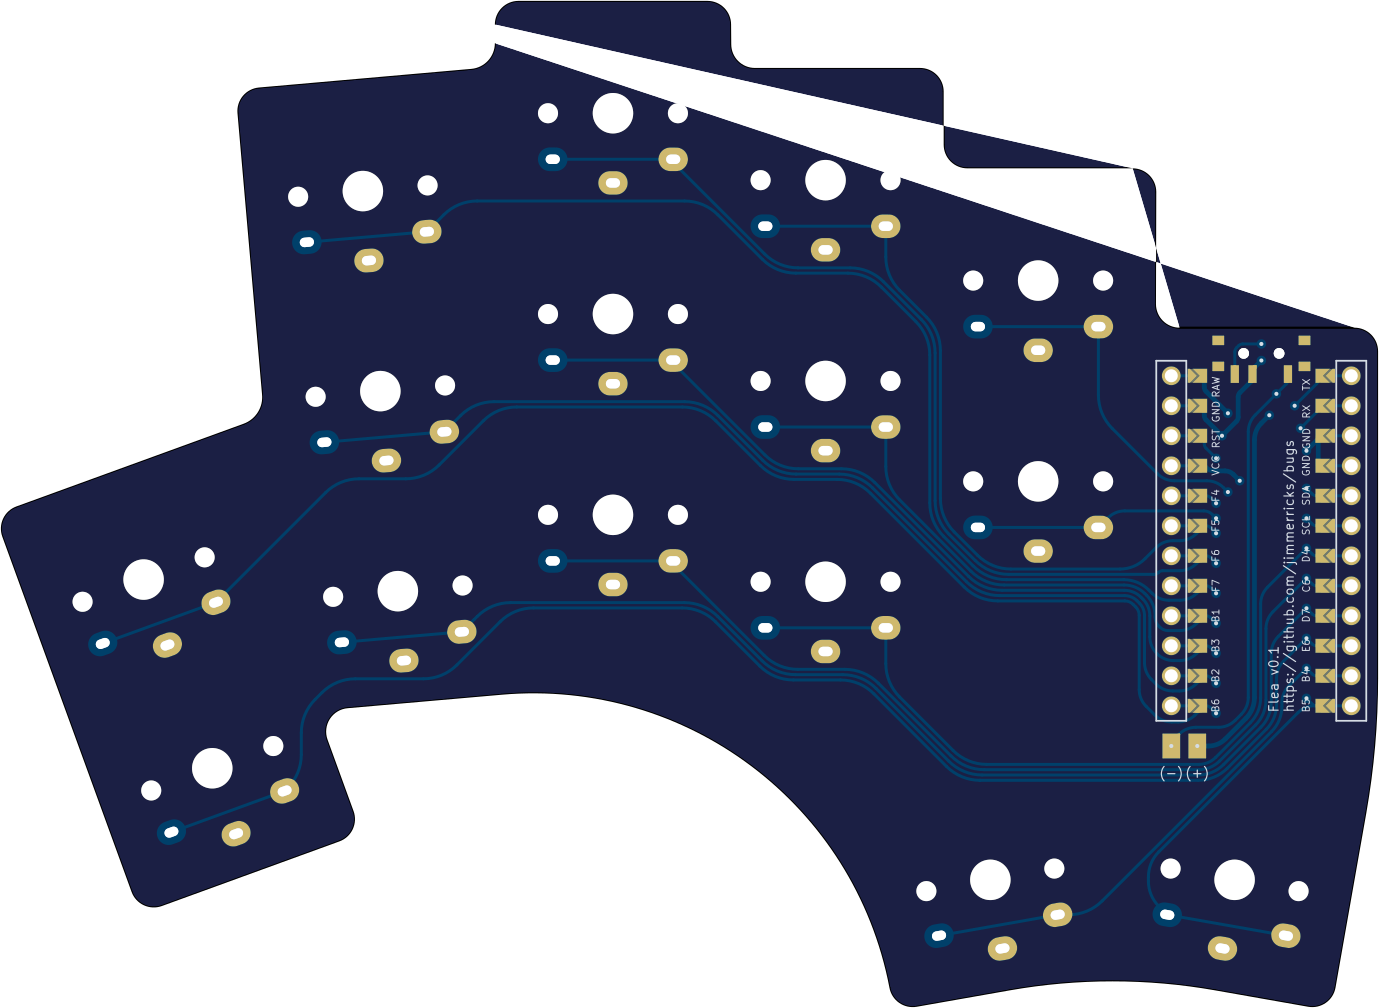 RAW
GND
RST
VCC
F4
F5
F6
F7
B1
B3
B2
B6
TX
RX
GND
GND
SDA
SCL
D4
C6
D7
E6
B4
B5
Flea v0.1
https://github.com/jimmerricks/bugs
(-)(+)